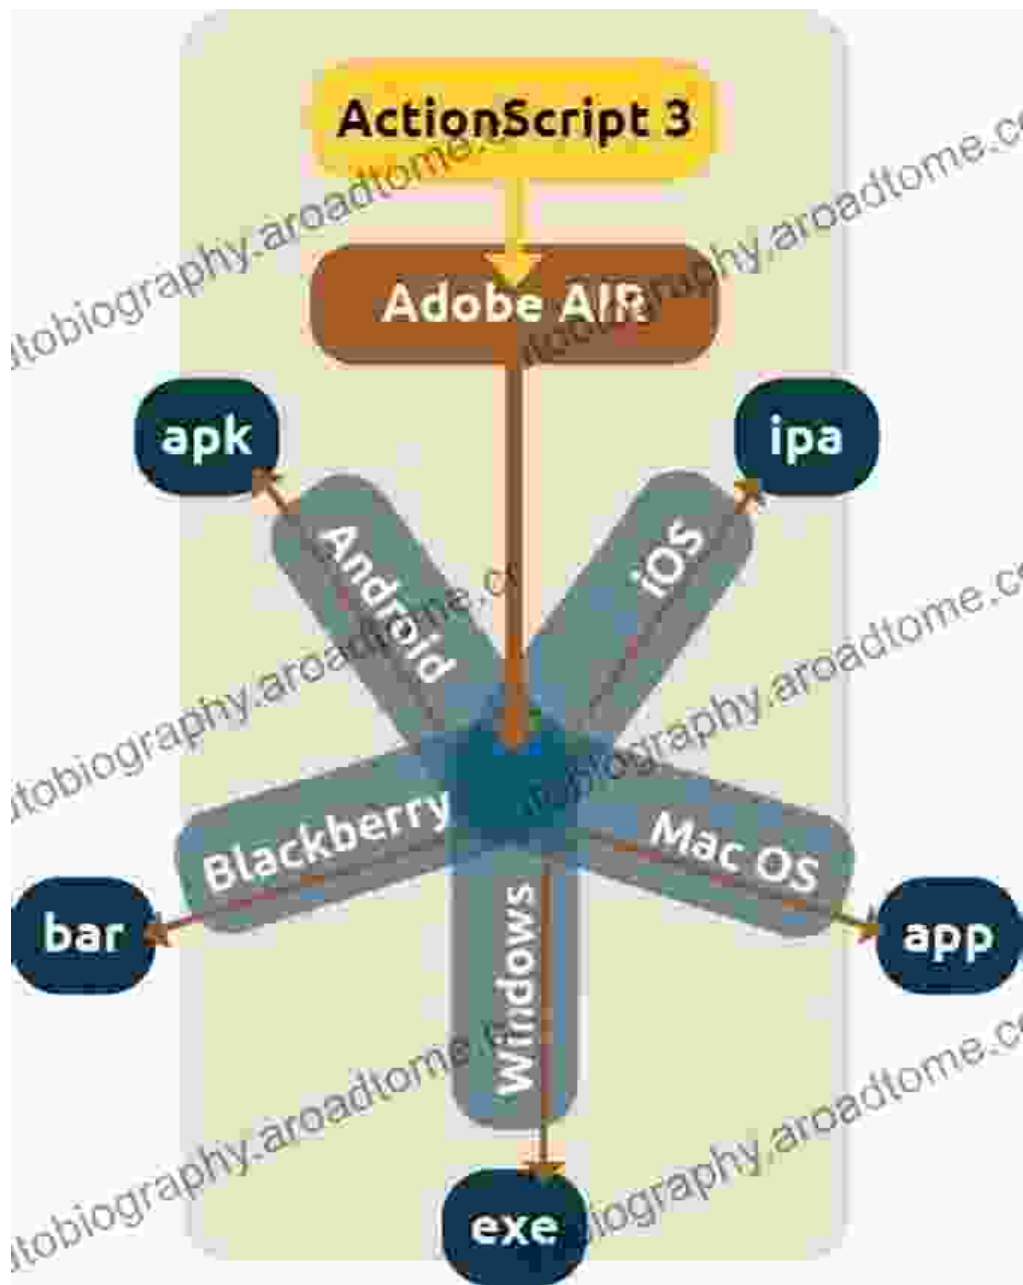 ActionScript 3
Adobe AIR
apk
ipa
Android
iOS
Blackberry
Mac OS
Windows
bar
app
exe